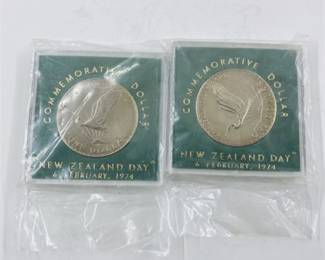 COMMEMORATIVE DOLLAR
NEW ZEALAND DAY
6 FEBRUARY, 1974
COMMEMORATIVE DOLLAR
NEW ZEALAND DAY
6 FEBRUARY, 1974